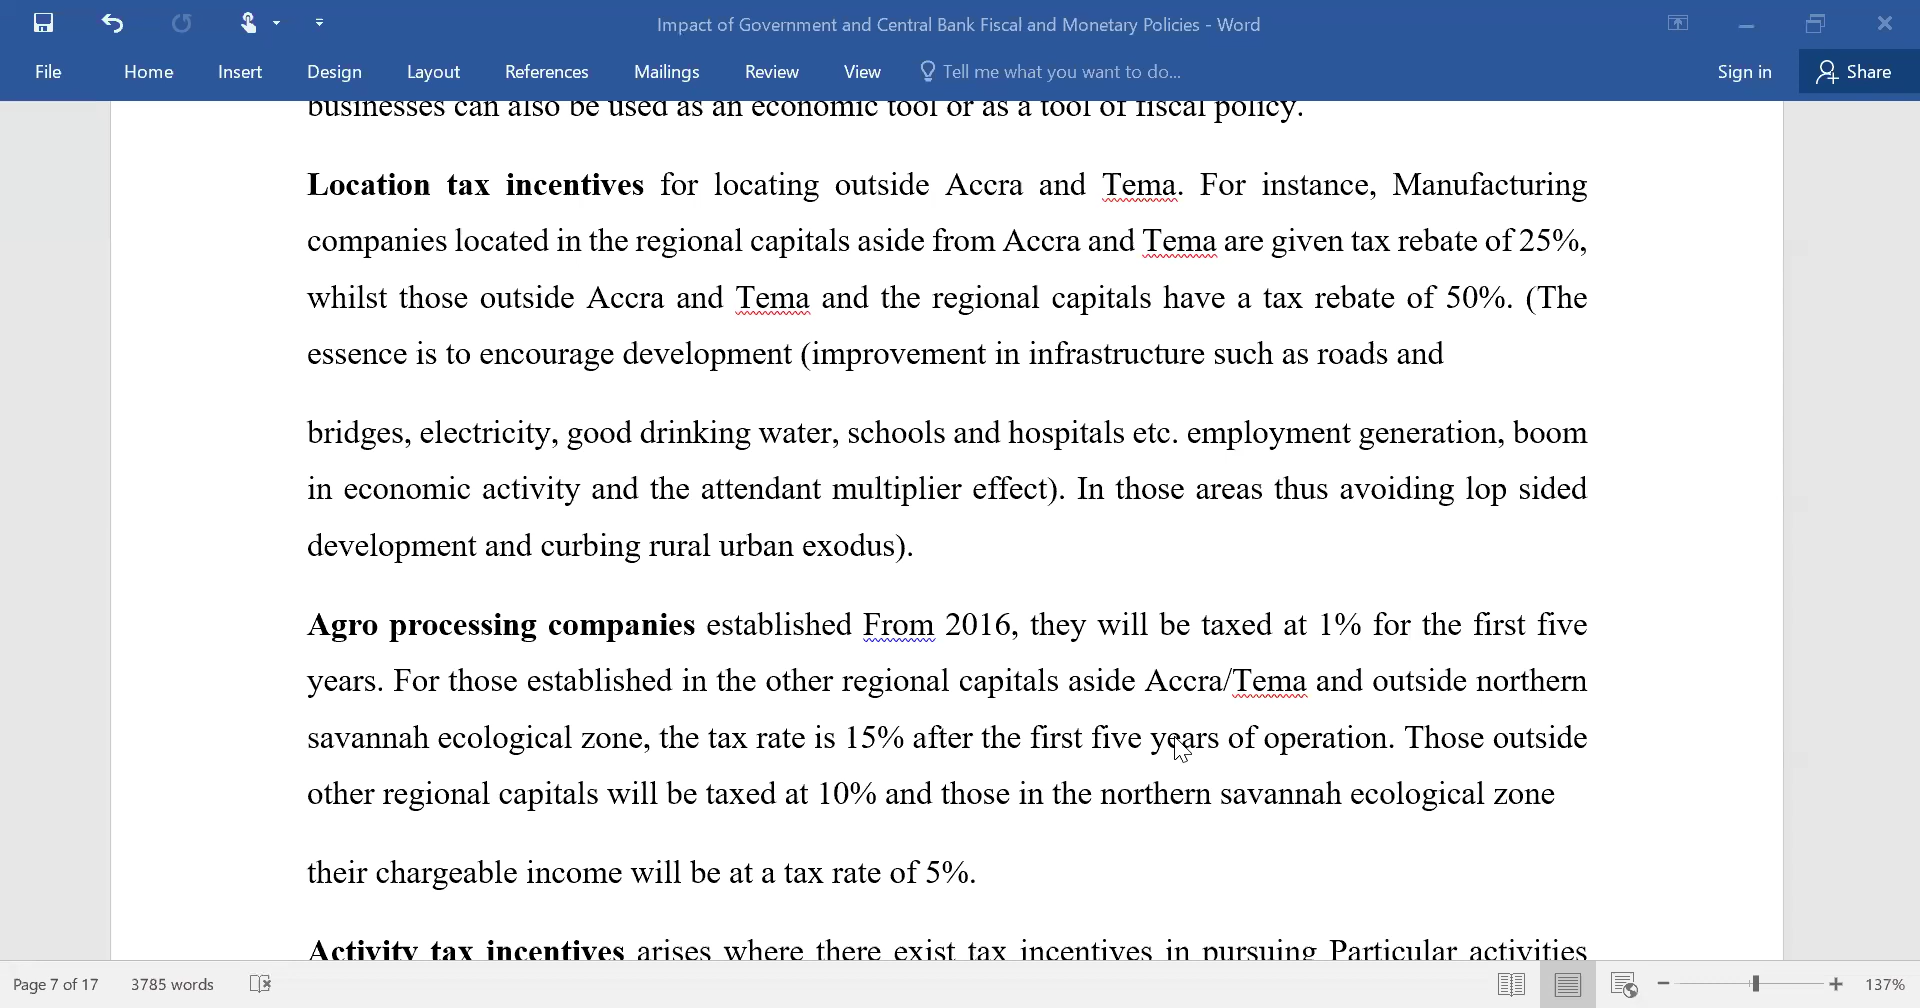 Impact of Government and Central Bank Fiscal and Monetary Policies - Word
File Home Insert Design Layout References Mailings Review View Tell me what you want to do... Sign in Share
businesses can also be used as an economic tool or as a tool of fiscal policy.
Location tax incentives for locating outside Accra and Tema. For instance, Manufacturing
companies located in the regional capitals aside from Accra and Tema are given tax rebate of 25%,
whilst those outside Accra and Tema and the regional capitals have a tax rebate of 50%. (The
essence is to encourage development (improvement in infrastructure such as roads and
bridges, electricity, good drinking water, schools and hospitals etc. employment generation, boom
in economic activity and the attendant multiplier effect). In those areas thus avoiding lop sided
development and curbing rural urban exodus).
Agro processing companies established From 2016, they will be taxed at 1% for the first five
years. For those established in the other regional capitals aside Accra/Tema and outside northern
savannah ecological zone, the tax rate is 15% after the first five years of operation. Those outside
other regional capitals will be taxed at 10% and those in the northern savannah ecological zone
their chargeable income will be at a tax rate of 5%.
Activity tax incentives arises where there exist tax incentives in pursuing Particular activities
Page 7 of 17 3785 words 137%